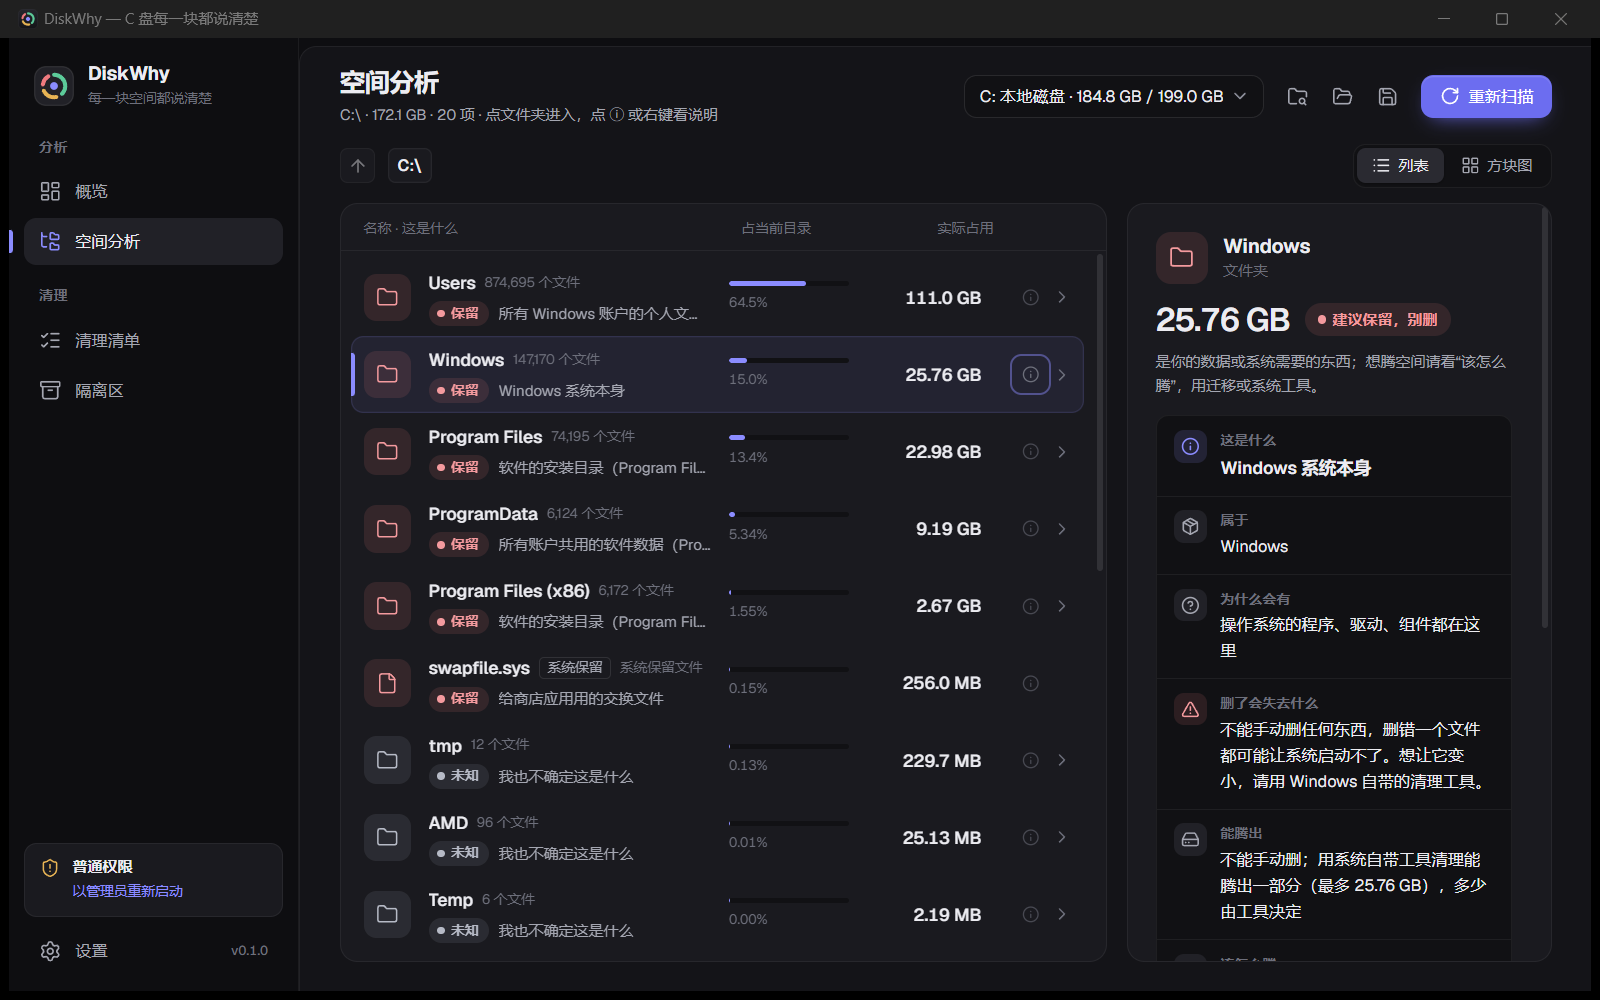 DiskWhy — C 盘每一块都说清楚
DiskWhy
每一块空间都说清楚
分析
概览
空间分析
清理
清理清单
隔离区
普通权限
以管理员重新启动
设置
v0.1.0
空间分析
C:\ · 172.1 GB · 20 项 · 点文件夹进入，点 ⓘ 或右键看说明
C: 本地磁盘 · 184.8 GB / 199.0 GB
重新扫描
C:\
列表
方块图
名称 · 这是什么
占当前目录
实际占用
Users 874,695 个文件
保留 所有 Windows 账户的个人文…
64.5%
111.0 GB
Windows 147,170 个文件
保留 Windows 系统本身
15.0%
25.76 GB
Program Files 74,195 个文件
保留 软件的安装目录（Program Fil…
13.4%
22.98 GB
ProgramData 6,124 个文件
保留 所有账户共用的软件数据（Pro…
5.34%
9.19 GB
Program Files (x86) 6,172 个文件
保留 软件的安装目录（Program Fil…
1.55%
2.67 GB
swapfile.sys 系统保留 系统保留文件
保留 给商店应用用的交换文件
0.15%
256.0 MB
tmp 12 个文件
未知 我也不确定这是什么
0.13%
229.7 MB
AMD 96 个文件
未知 我也不确定这是什么
0.01%
25.13 MB
Temp 6 个文件
未知 我也不确定这是什么
0.00%
2.19 MB
Windows
文件夹
25.76 GB
建议保留，别删
是你的数据或系统需要的东西；想腾空间请看“该怎么
腾”，用迁移或系统工具。
这是什么
Windows 系统本身
属于
Windows
为什么会有
操作系统的程序、驱动、组件都在这
里
删了会失去什么
不能手动删任何东西，删错一个文件
都可能让系统启动不了。想让它变
小，请用 Windows 自带的清理工具。
能腾出
不能手动删；用系统自带工具清理能
腾出一部分（最多 25.76 GB），多少
由工具决定